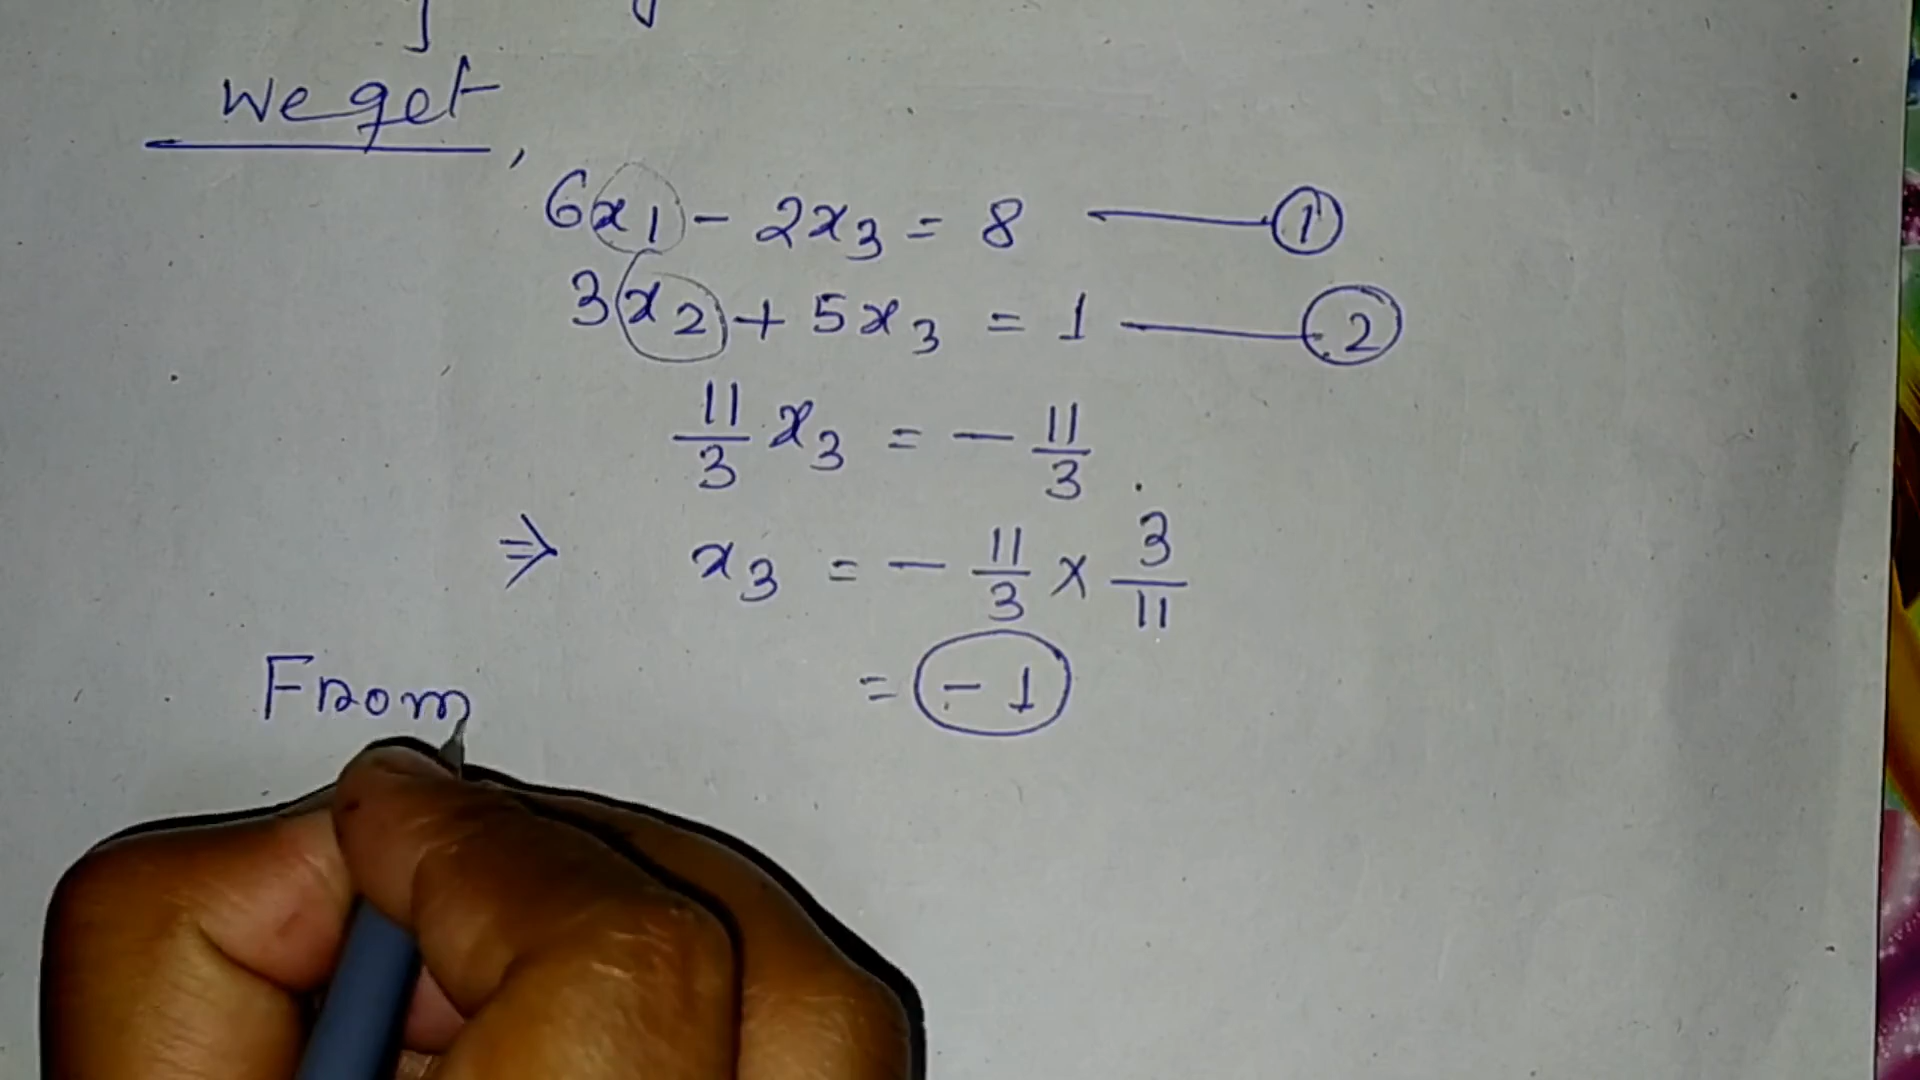 We get,
6x₁ - 2x₃ = 8 —— ①
3x₂ + 5x₃ = 1 —— ②
11/3 x₃ = - 11/3
⇒ x₃ = - 11/3 × 3/11
= -1
From